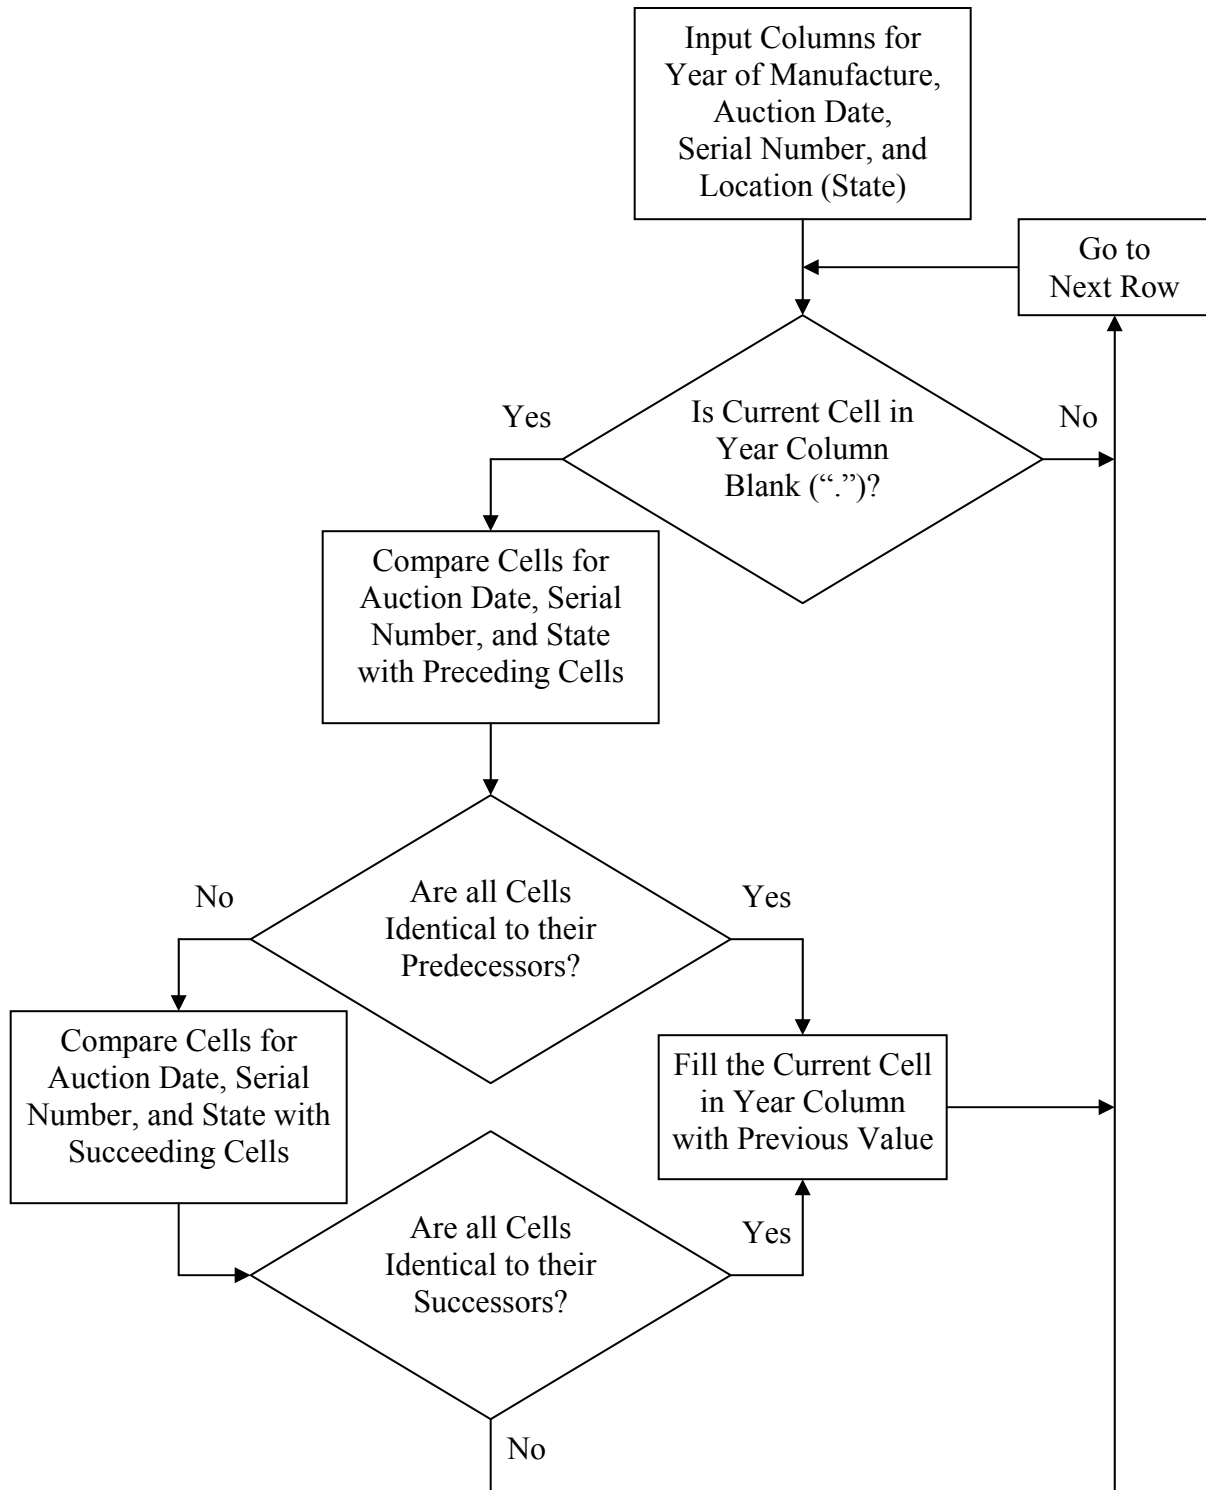 Input Columns for
Year of Manufacture,
Auction Date,
Serial Number, and
Location (State)
Go to
Next Row
Is Current Cell in
Year Column
Blank (“.”)?
Yes
No
Compare Cells for
Auction Date, Serial
Number, and State
with Preceding Cells
Are all Cells
Identical to their
Predecessors?
No
Yes
Compare Cells for
Auction Date, Serial
Number, and State with
Succeeding Cells
Fill the Current Cell
in Year Column
with Previous Value
Are all Cells
Identical to their
Successors?
Yes
No